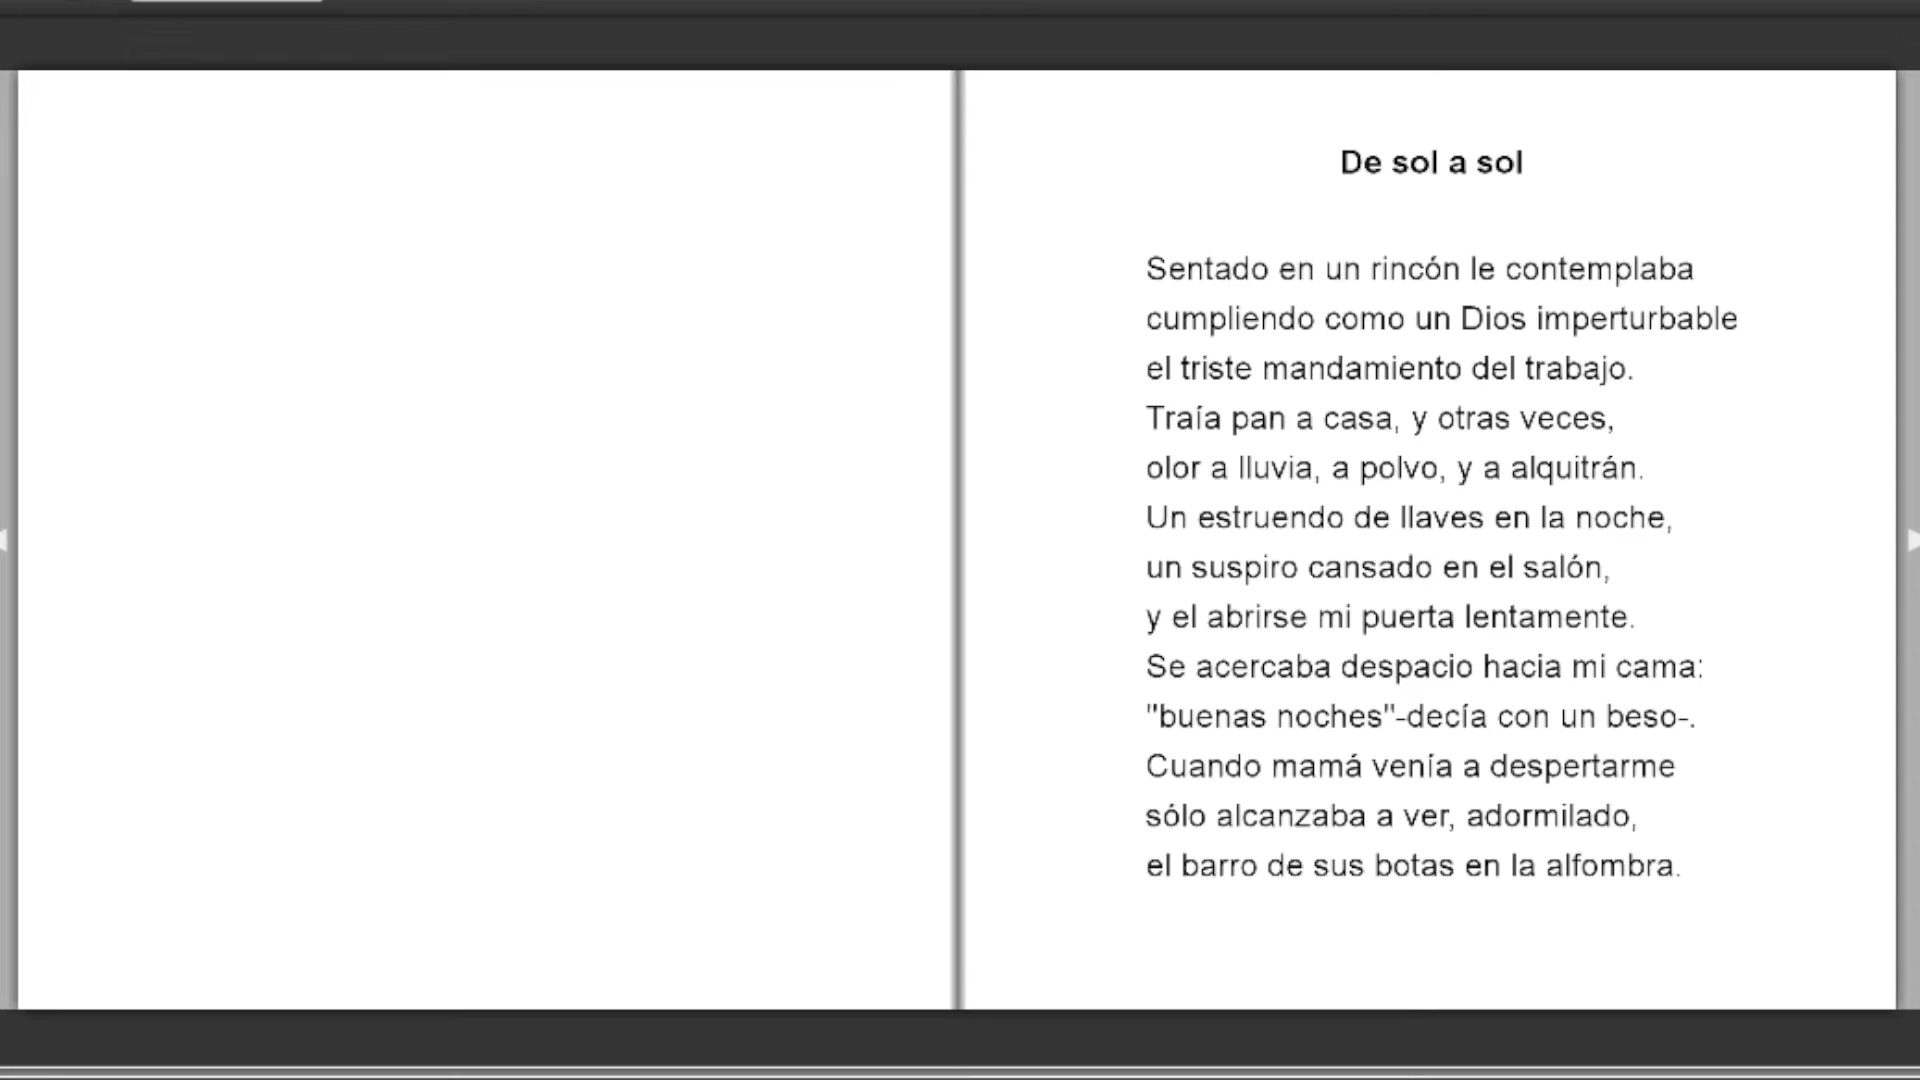 De sol a sol
Sentado en un rincón le contemplaba
cumpliendo como un Dios imperturbable
el triste mandamiento del trabajo.
Traía pan a casa, y otras veces,
olor a lluvia, a polvo, y a alquitrán.
Un estruendo de llaves en la noche,
un suspiro cansado en el salón,
y el abrirse mi puerta lentamente.
Se acercaba despacio hacia mi cama:
"buenas noches"-decía con un beso-.
Cuando mamá venía a despertarme
sólo alcanzaba a ver, adormilado,
el barro de sus botas en la alfombra.